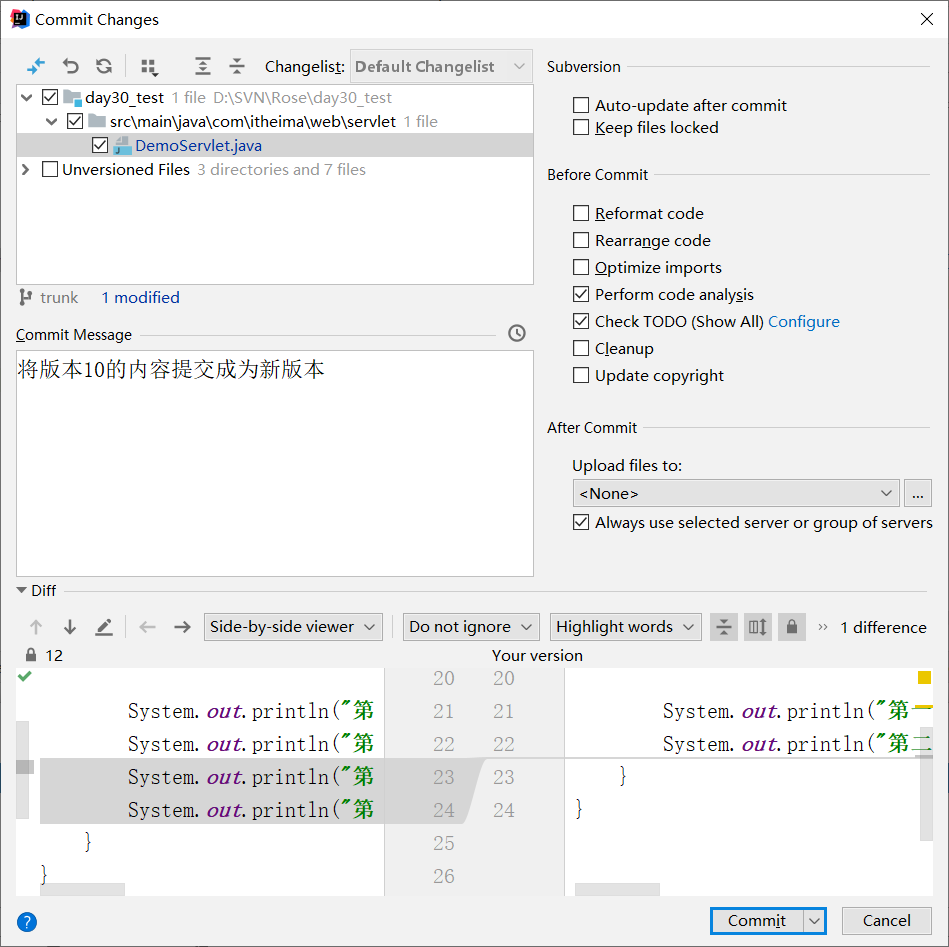 Commit Changes
Changelist: Default Changelist
day30_test 1 file D:\SVN\Rose\day30_test
src\main\java\com\itheima\web\servlet 1 file
DemoServlet.java
Unversioned Files 3 directories and 7 files
trunk 1 modified
Commit Message
将版本10的内容提交成为新版本
Subversion
Auto-update after commit
Keep files locked
Before Commit
Reformat code
Rearrange code
Optimize imports
Perform code analysis
Check TODO (Show All) Configure
Cleanup
Update copyright
After Commit
Upload files to:
<None> ...
Always use selected server or group of servers
Diff
Side-by-side viewer Do not ignore Highlight words >> 1 difference
12 Your version
20 20
System.out.println("第 21 21 System.out.println("第一
System.out.println("第 22 22 System.out.println("第二
System.out.println("第 23 23 }
System.out.println("第 24 24 }
} 25
} 26
? Commit Cancel